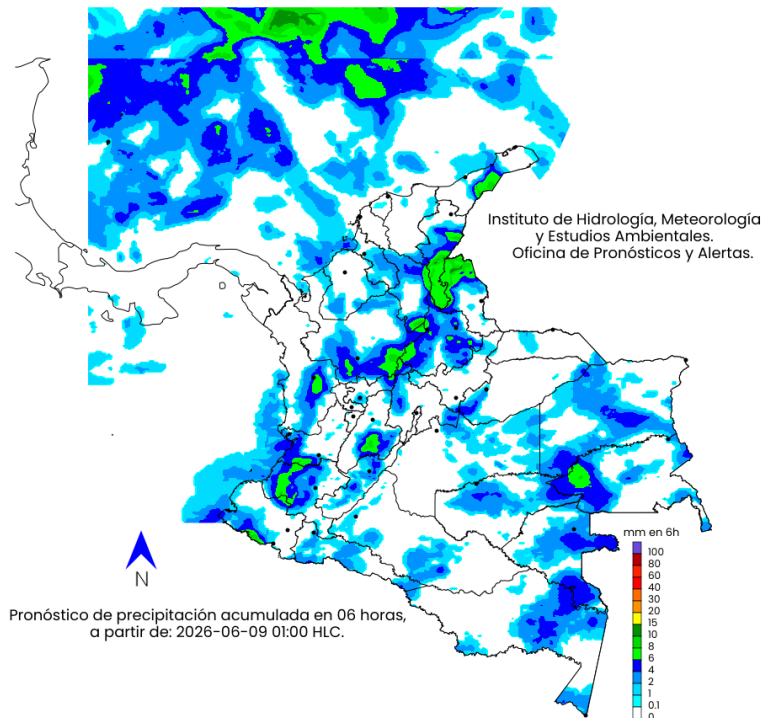 Instituto de Hidrología, Meteorología
y Estudios Ambientales.
Oficina de Pronósticos y Alertas.
mm en 6h
100
80
60
40
30
20
15
10
8
6
4
2
1
0.1
0
N
Pronóstico de precipitación acumulada en 06 horas,
a partir de: 2026-06-09 01:00 HLC.